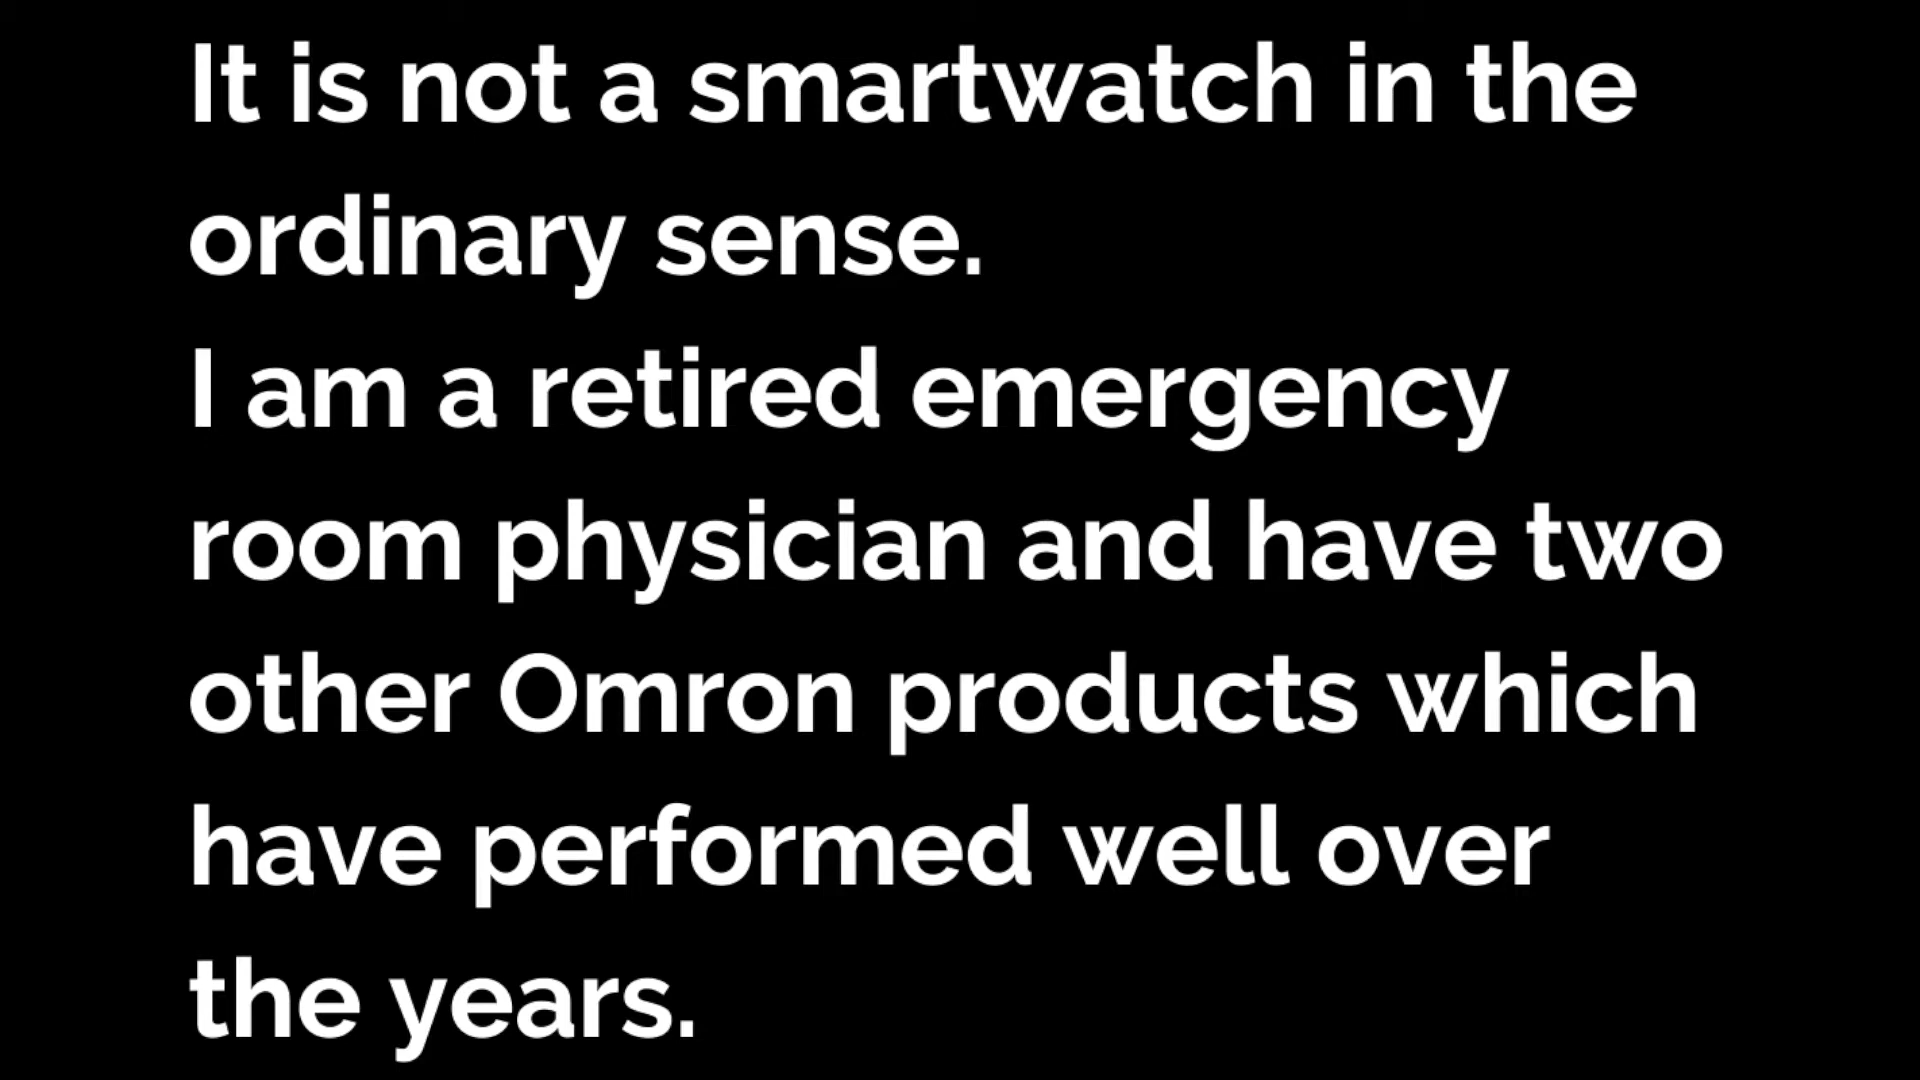 It is not a smartwatch in the
ordinary sense.
I am a retired emergency
room physician and have two
other Omron products which
have performed well over
the years.